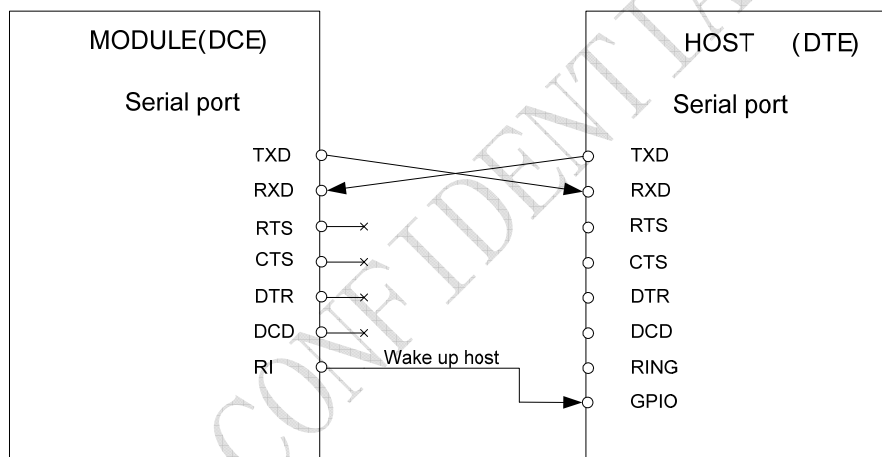 MODULE(DCE)
HOST (DTE)
Serial port
Serial port
TXD
TXD
RXD
RXD
RTS
RTS
CTS
CTS
DTR
DTR
DCD
DCD
RI
Wake up host
RING
GPIO
CONFIDENTIA